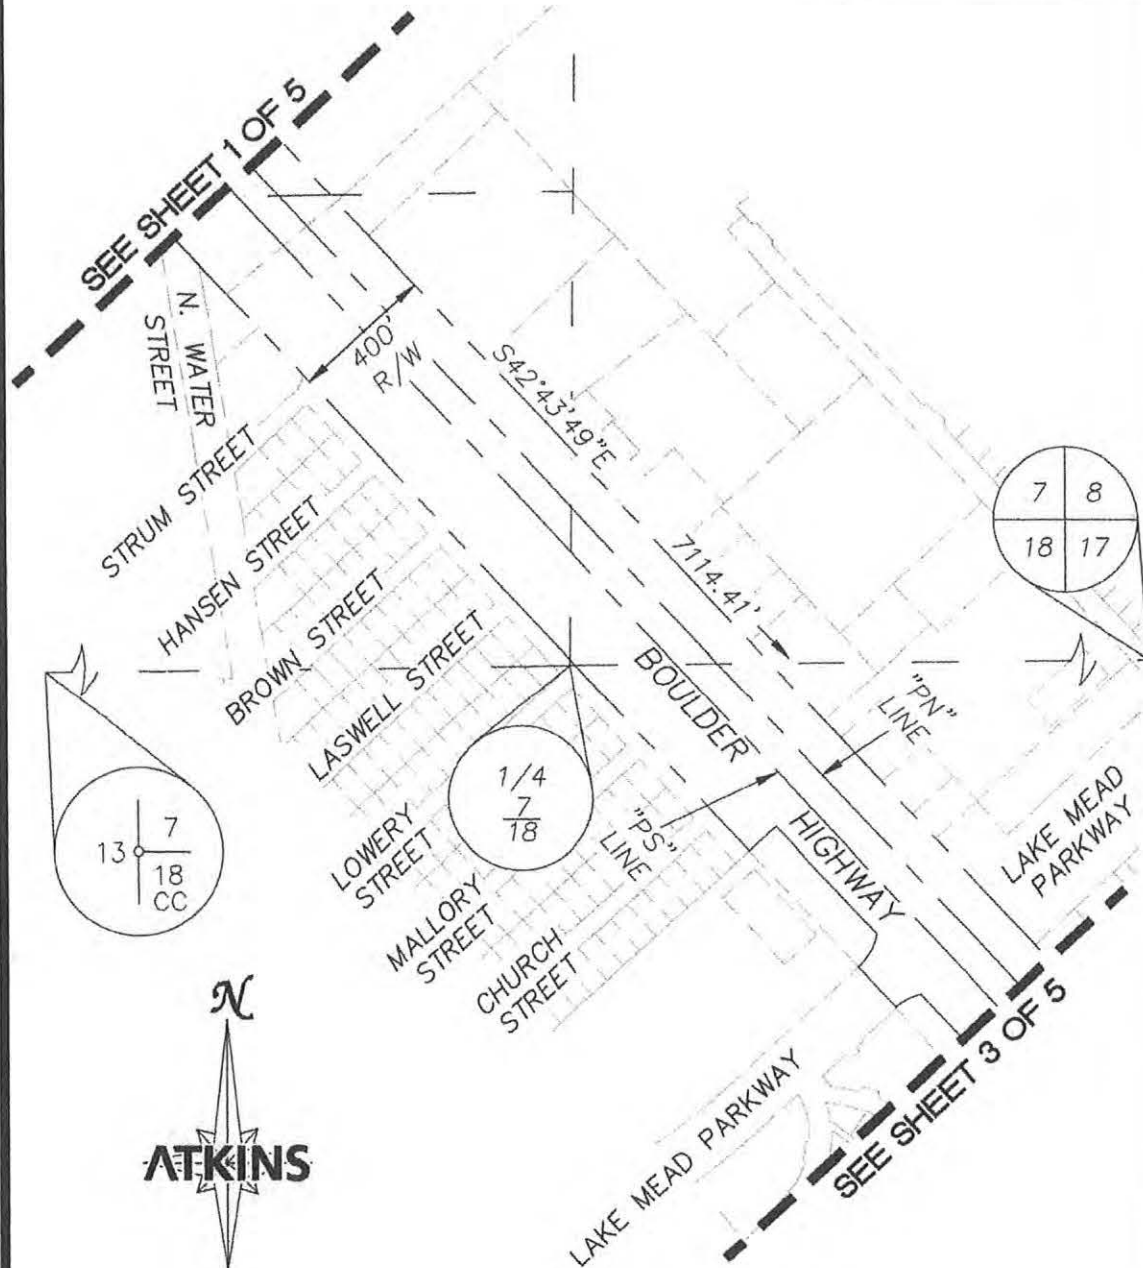 SEE SHEET 1 OF 5
N. WATER
STREET
400'
R/W
S42°43'49"E
7114.41'
STRUM STREET
HANSEN STREET
BROWN STREET
LASWELL STREET
LOWERY
STREET
MALLORY
STREET
CHURCH
STREET
7 8
18 17
BOULDER
HIGHWAY
"PN"
LINE
"PS"
LINE
1/4
7
18
13 7
18
CC
LAKE MEAD
PARKWAY
LAKE MEAD PARKWAY
SEE SHEET 3 OF 5
N
ATKINS